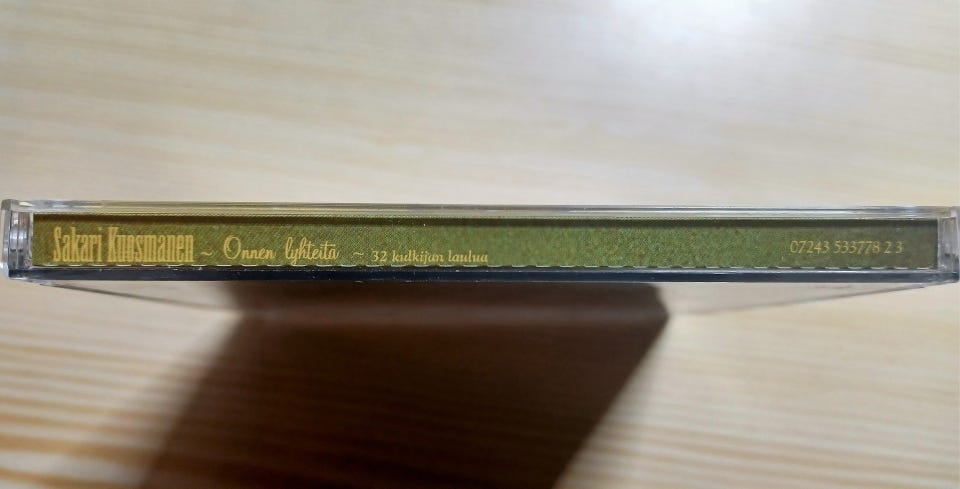 Sakari Kuosmanen ~ Onnen lyhteitä ~ 32 kulkijan laulua 07243 533778 2 3